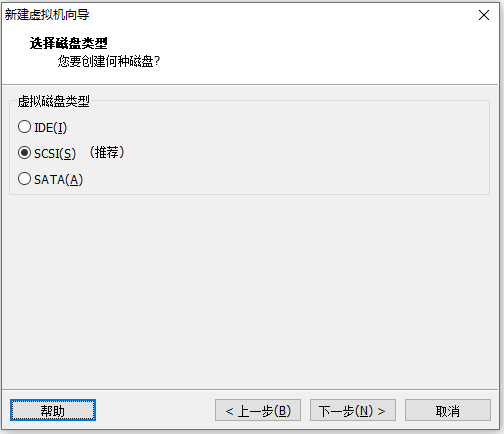 新建虚拟机向导
选择磁盘类型
您要创建何种磁盘?
虚拟磁盘类型
IDE(I)
SCSI(S) （推荐）
SATA(A)
帮助 < 上一步(B) 下一步(N) > 取消